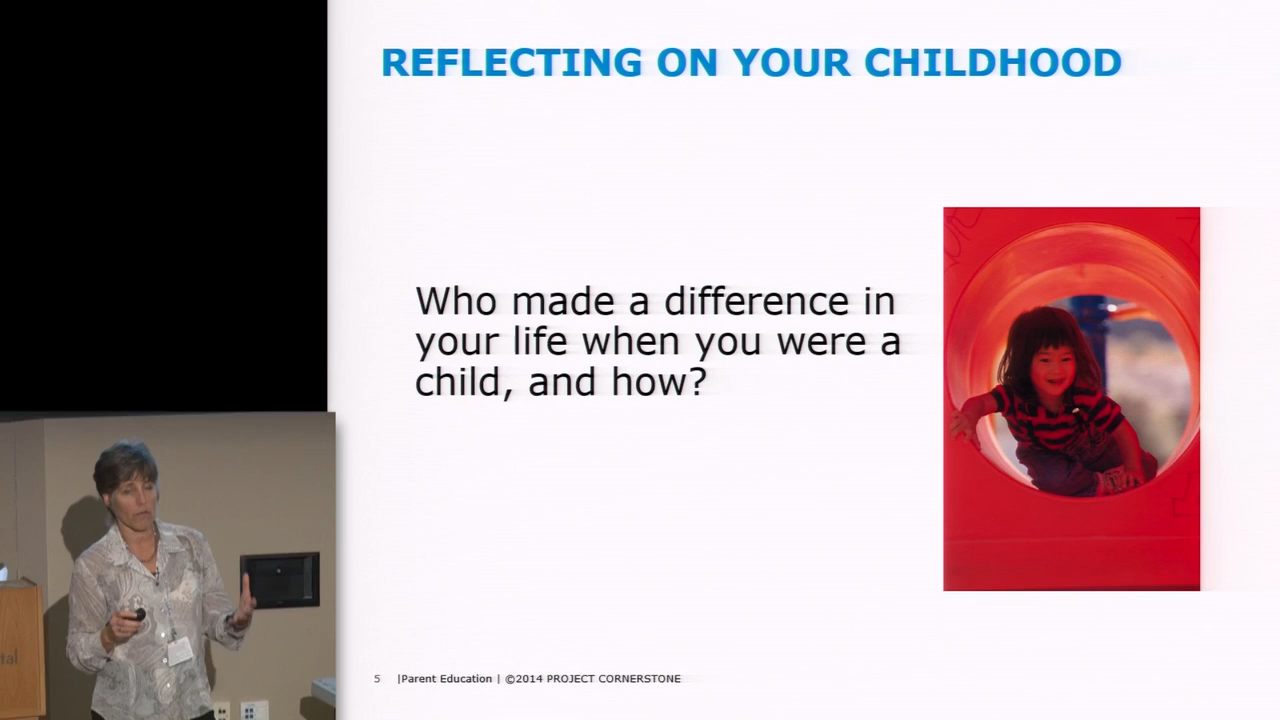 REFLECTING ON YOUR CHILDHOOD
Who made a difference in
your life when you were a
child, and how?
5 |Parent Education | ©2014 PROJECT CORNERSTONE